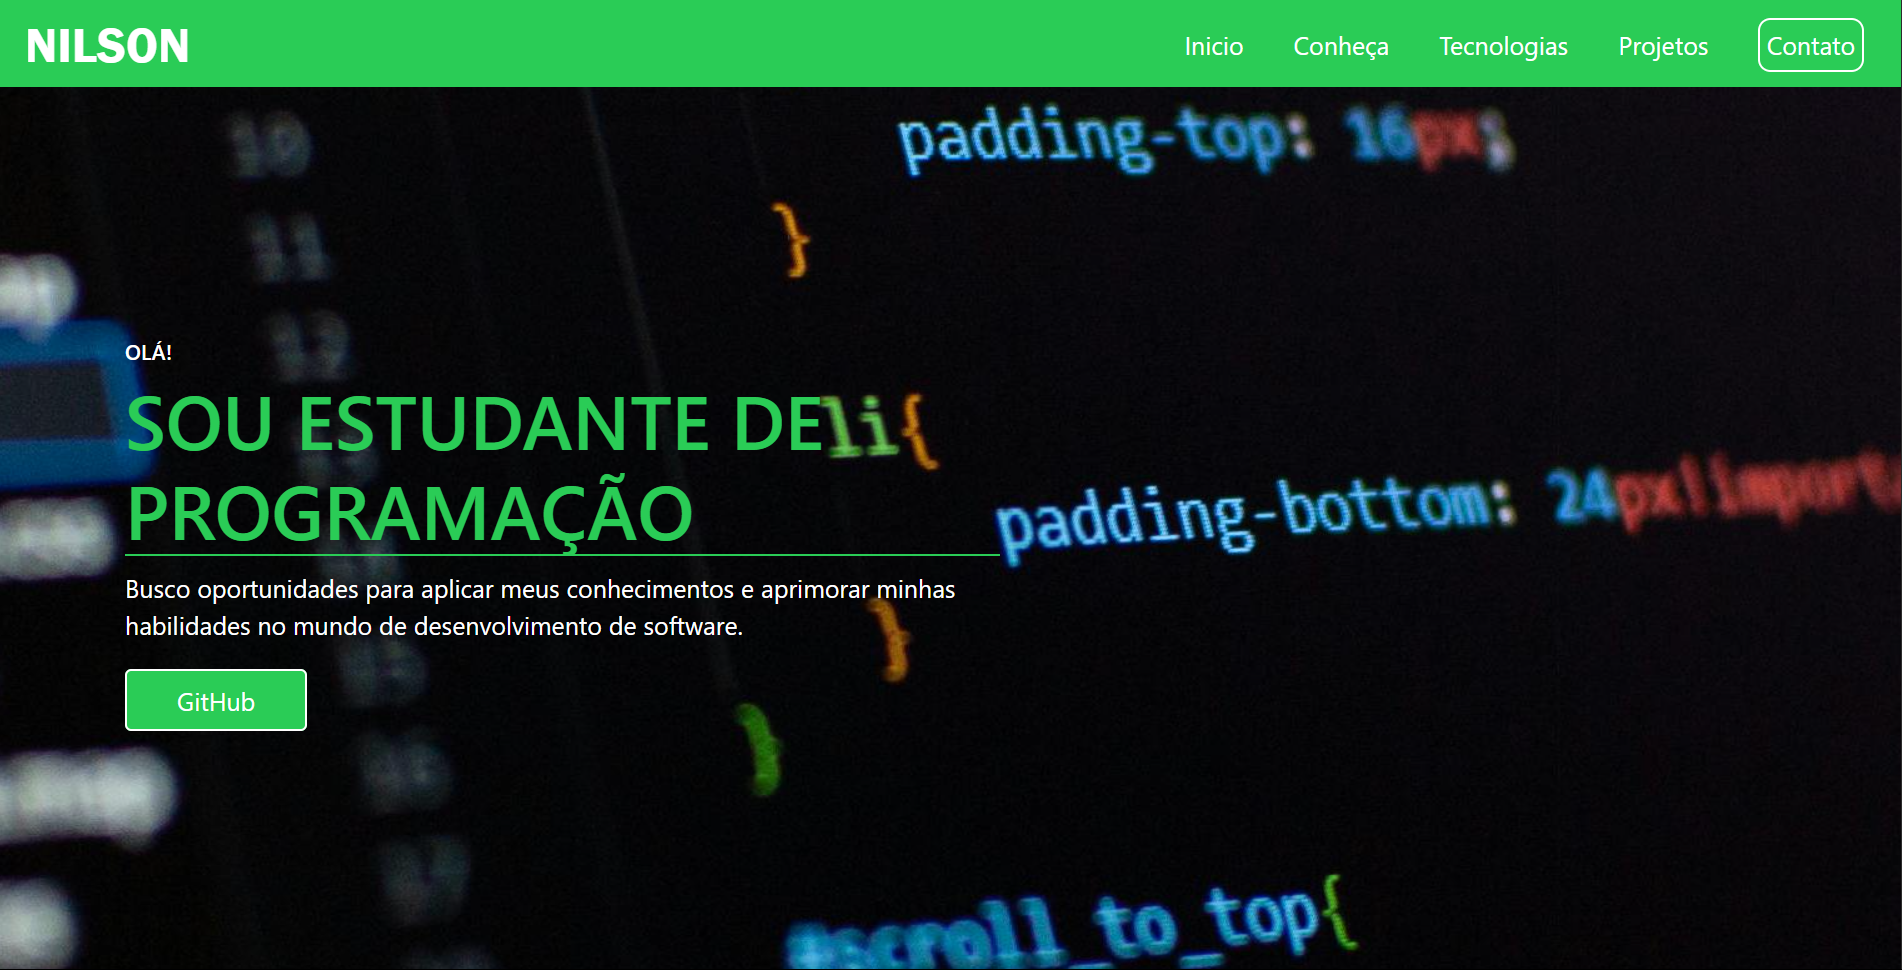 NILSON
Inicio Conheça Tecnologias Projetos Contato
10
padding-top: 16px;
11
}
12
OLÁ!
SOU ESTUDANTE DE
li{
PROGRAMAÇÃO
padding-bottom: 24px!import
Busco oportunidades para aplicar meus conhecimentos e aprimorar minhas
habilidades no mundo de desenvolvimento de software.
}
GitHub
}
#scroll_to_top{